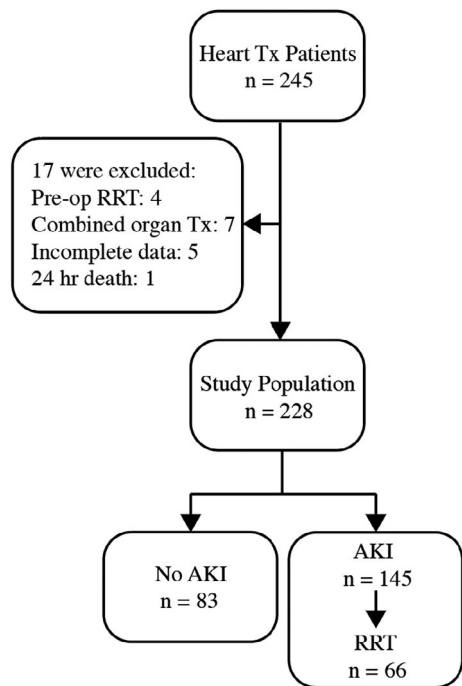 Heart Tx Patients
n = 245
17 were excluded:
Pre-op RRT: 4
Combined organ Tx: 7
Incomplete data: 5
24 hr death: 1
Study Population
n = 228
No AKI
n = 83
AKI
n = 145
RRT
n = 66